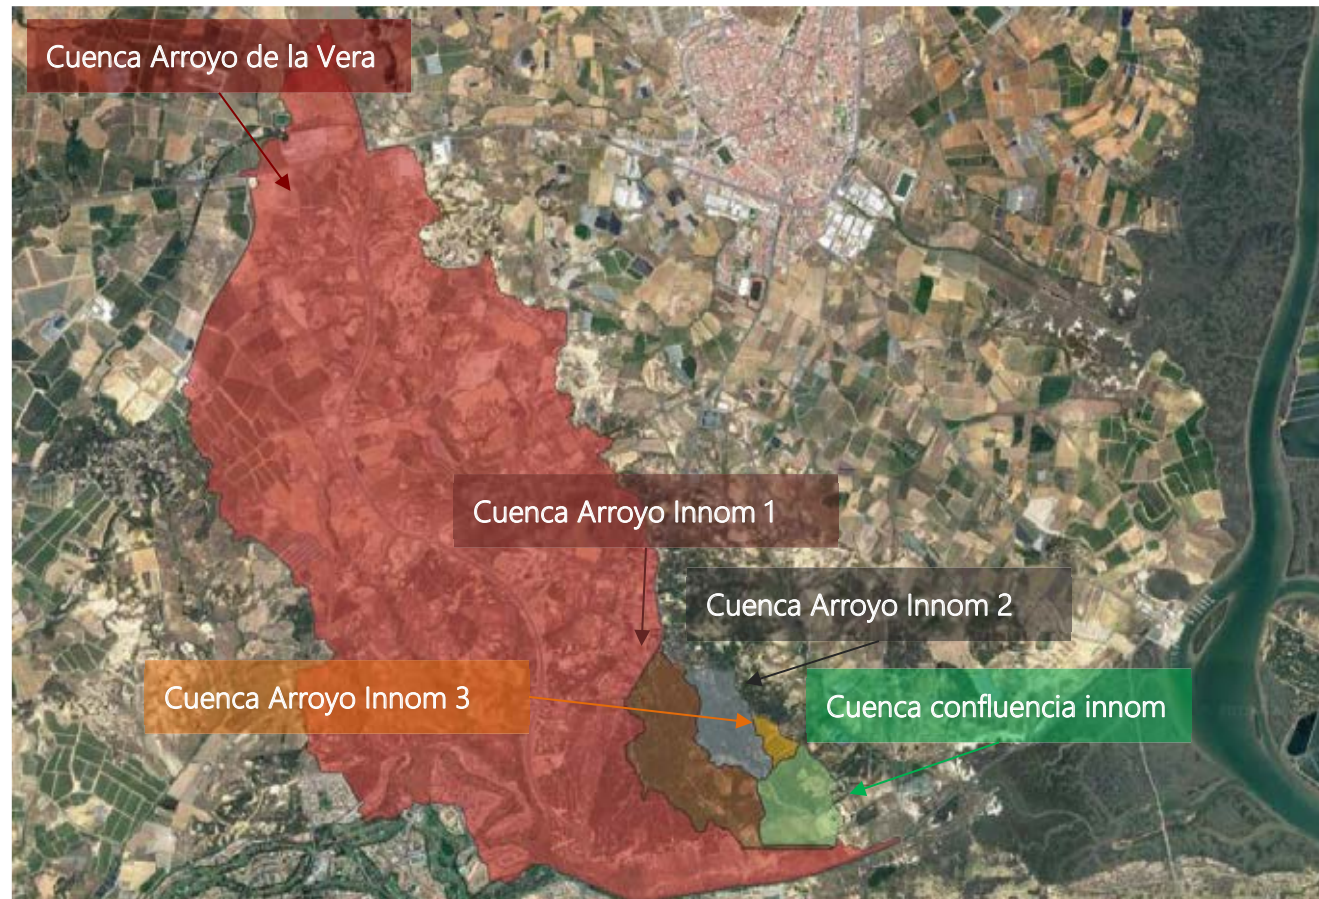 Cuenca Arroyo de la Vera
Cuenca Arroyo Innom 1
Cuenca Arroyo Innom 2
Cuenca Arroyo Innom 3
Cuenca confluencia innom